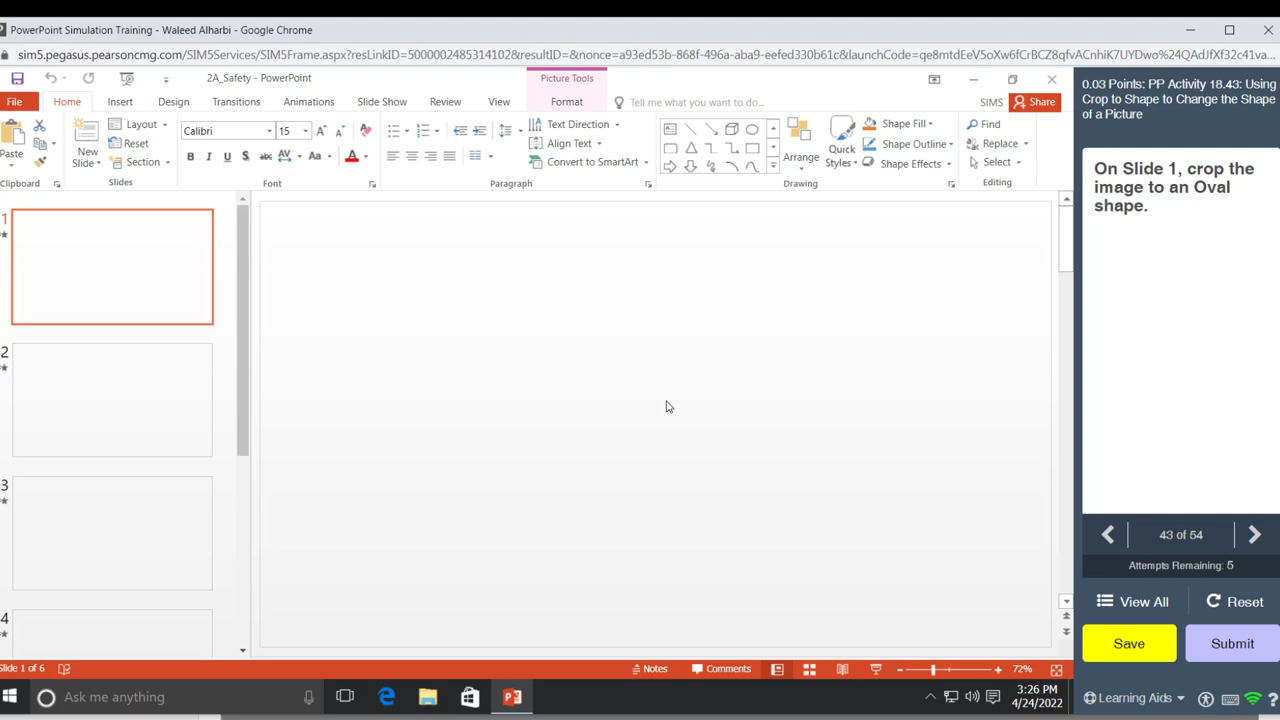 PowerPoint Simulation Training - Waleed Alharbi - Google Chrome
sim5.pegasus.pearsoncmg.com/SIM5Services/SIM5Frame.aspx?resLinkID=5000002485314102&resultID=&nonce=a93ed53b-868f-496a-aba9-eefed330b61c&launchCode=qe8mtdEeV5oXw6fCrBCZ8qfvACnhiK7UYDwo%24QAdJfXf32c41va...
2A_Safety - PowerPoint
Picture Tools
File Home Insert Design Transitions Animations Slide Show Review View Format Tell me what you want to do... SIMS Share
Paste
Clipboard
New
Slide
Layout
Reset
Section
Slides
Calibri 15
B I U S abc AV Aa A
Font
Text Direction
Align Text
Convert to SmartArt
Paragraph
Arrange
Quick
Styles
Shape Fill
Shape Outline
Shape Effects
Drawing
Find
Replace
Select
Editing
1
2
3
4
Slide 1 of 6
Notes Comments 72%
Ask me anything
3:26 PM
4/24/2022
0.03 Points: PP Activity 18.43: Using
Crop to Shape to Change the Shape
of a Picture
On Slide 1, crop the
image to an Oval
shape.
43 of 54
Attempts Remaining: 5
View All Reset
Save Submit
Learning Aids ?